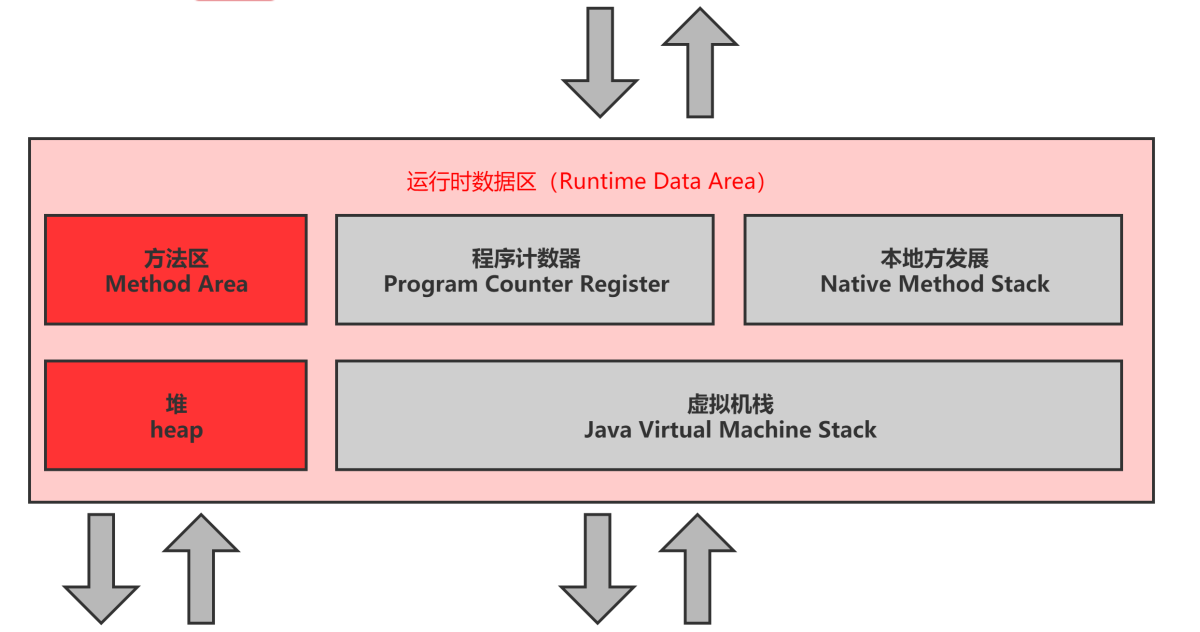 运行时数据区（Runtime Data Area）
方法区
Method Area
程序计数器
Program Counter Register
本地方发展
Native Method Stack
堆
heap
虚拟机栈
Java Virtual Machine Stack